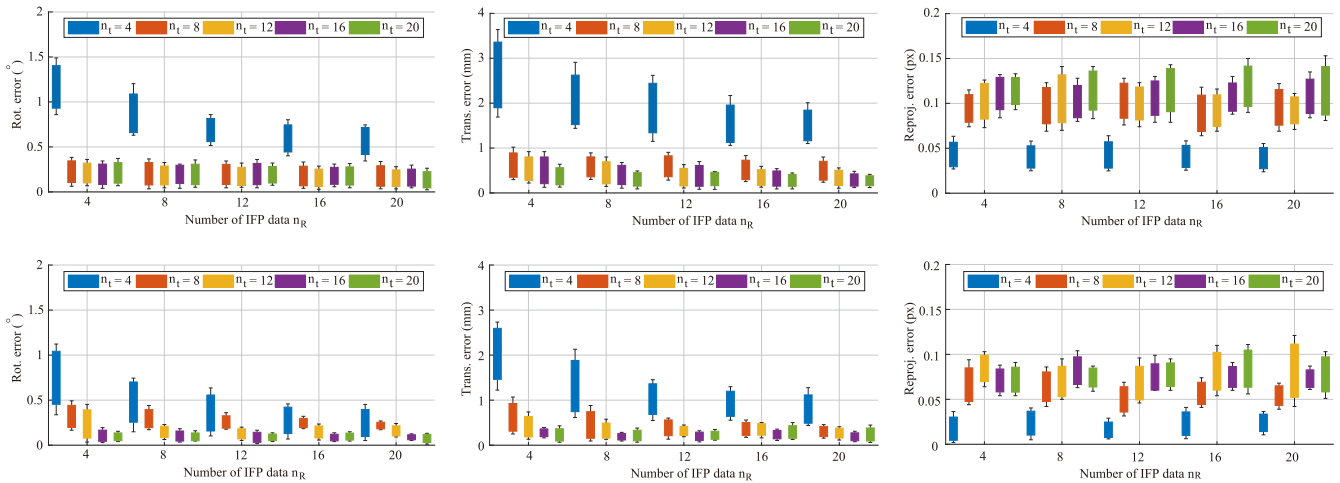 2
1.5
1
0.5
0
Rot. error (°)
n_t = 4 n_t = 8 n_t = 12 n_t = 16 n_t = 20
4 8 12 16 20
Number of IFP data n_R
4
3
2
1
0
Trans. error (mm)
n_t = 4 n_t = 8 n_t = 12 n_t = 16 n_t = 20
4 8 12 16 20
Number of IFP data n_R
0.2
0.15
0.1
0.05
0
Reproj. error (px)
n_t = 4 n_t = 8 n_t = 12 n_t = 16 n_t = 20
4 8 12 16 20
Number of IFP data n_R
2
1.5
1
0.5
0
Rot. error (°)
n_t = 4 n_t = 8 n_t = 12 n_t = 16 n_t = 20
4 8 12 16 20
Number of IFP data n_R
4
3
2
1
0
Trans. error (mm)
n_t = 4 n_t = 8 n_t = 12 n_t = 16 n_t = 20
4 8 12 16 20
Number of IFP data n_R
0.2
0.15
0.1
0.05
0
Reproj. error (px)
n_t = 4 n_t = 8 n_t = 12 n_t = 16 n_t = 20
4 8 12 16 20
Number of IFP data n_R